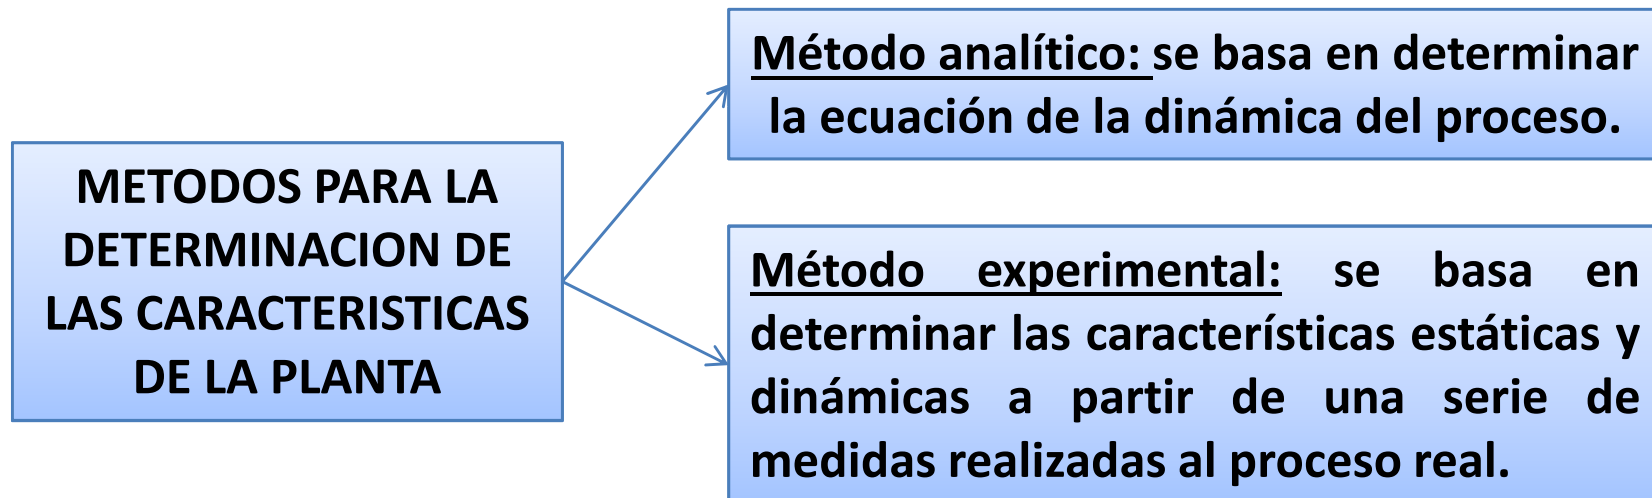 METODOS PARA LA
DETERMINACION DE
LAS CARACTERISTICAS
DE LA PLANTA
Método analítico: se basa en determinar
la ecuación de la dinámica del proceso.
Método experimental: se basa en
determinar las características estáticas y
dinámicas a partir de una serie de
medidas realizadas al proceso real.